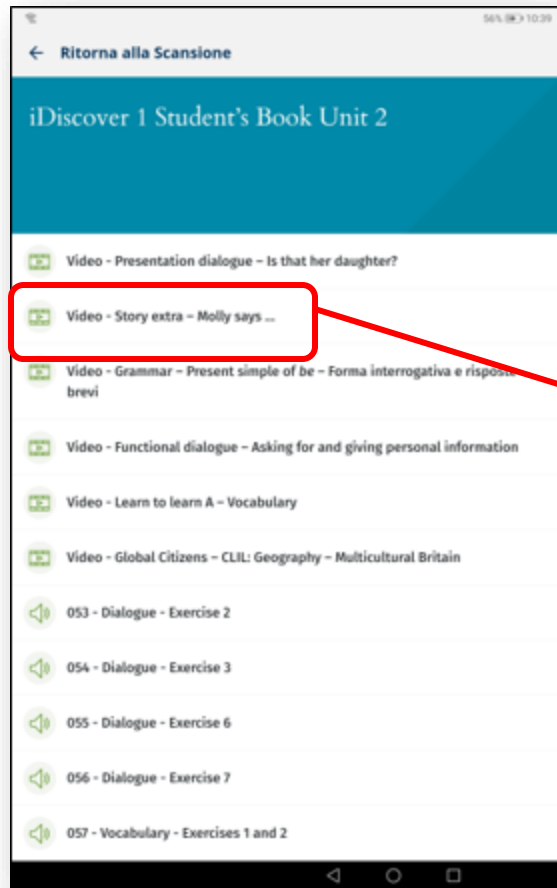 56% 10:39
← Ritorna alla Scansione
iDiscover 1 Student's Book Unit 2
Video - Presentation dialogue – Is that her daughter?
Video - Story extra – Molly says ...
Video - Grammar – Present simple of be – Forma interrogativa e risposte
brevi
Video - Functional dialogue – Asking for and giving personal information
Video - Learn to learn A – Vocabulary
Video - Global Citizens – CLIL: Geography – Multicultural Britain
053 - Dialogue - Exercise 2
054 - Dialogue - Exercise 3
055 - Dialogue - Exercise 6
056 - Dialogue - Exercise 7
057 - Vocabulary - Exercises 1 and 2